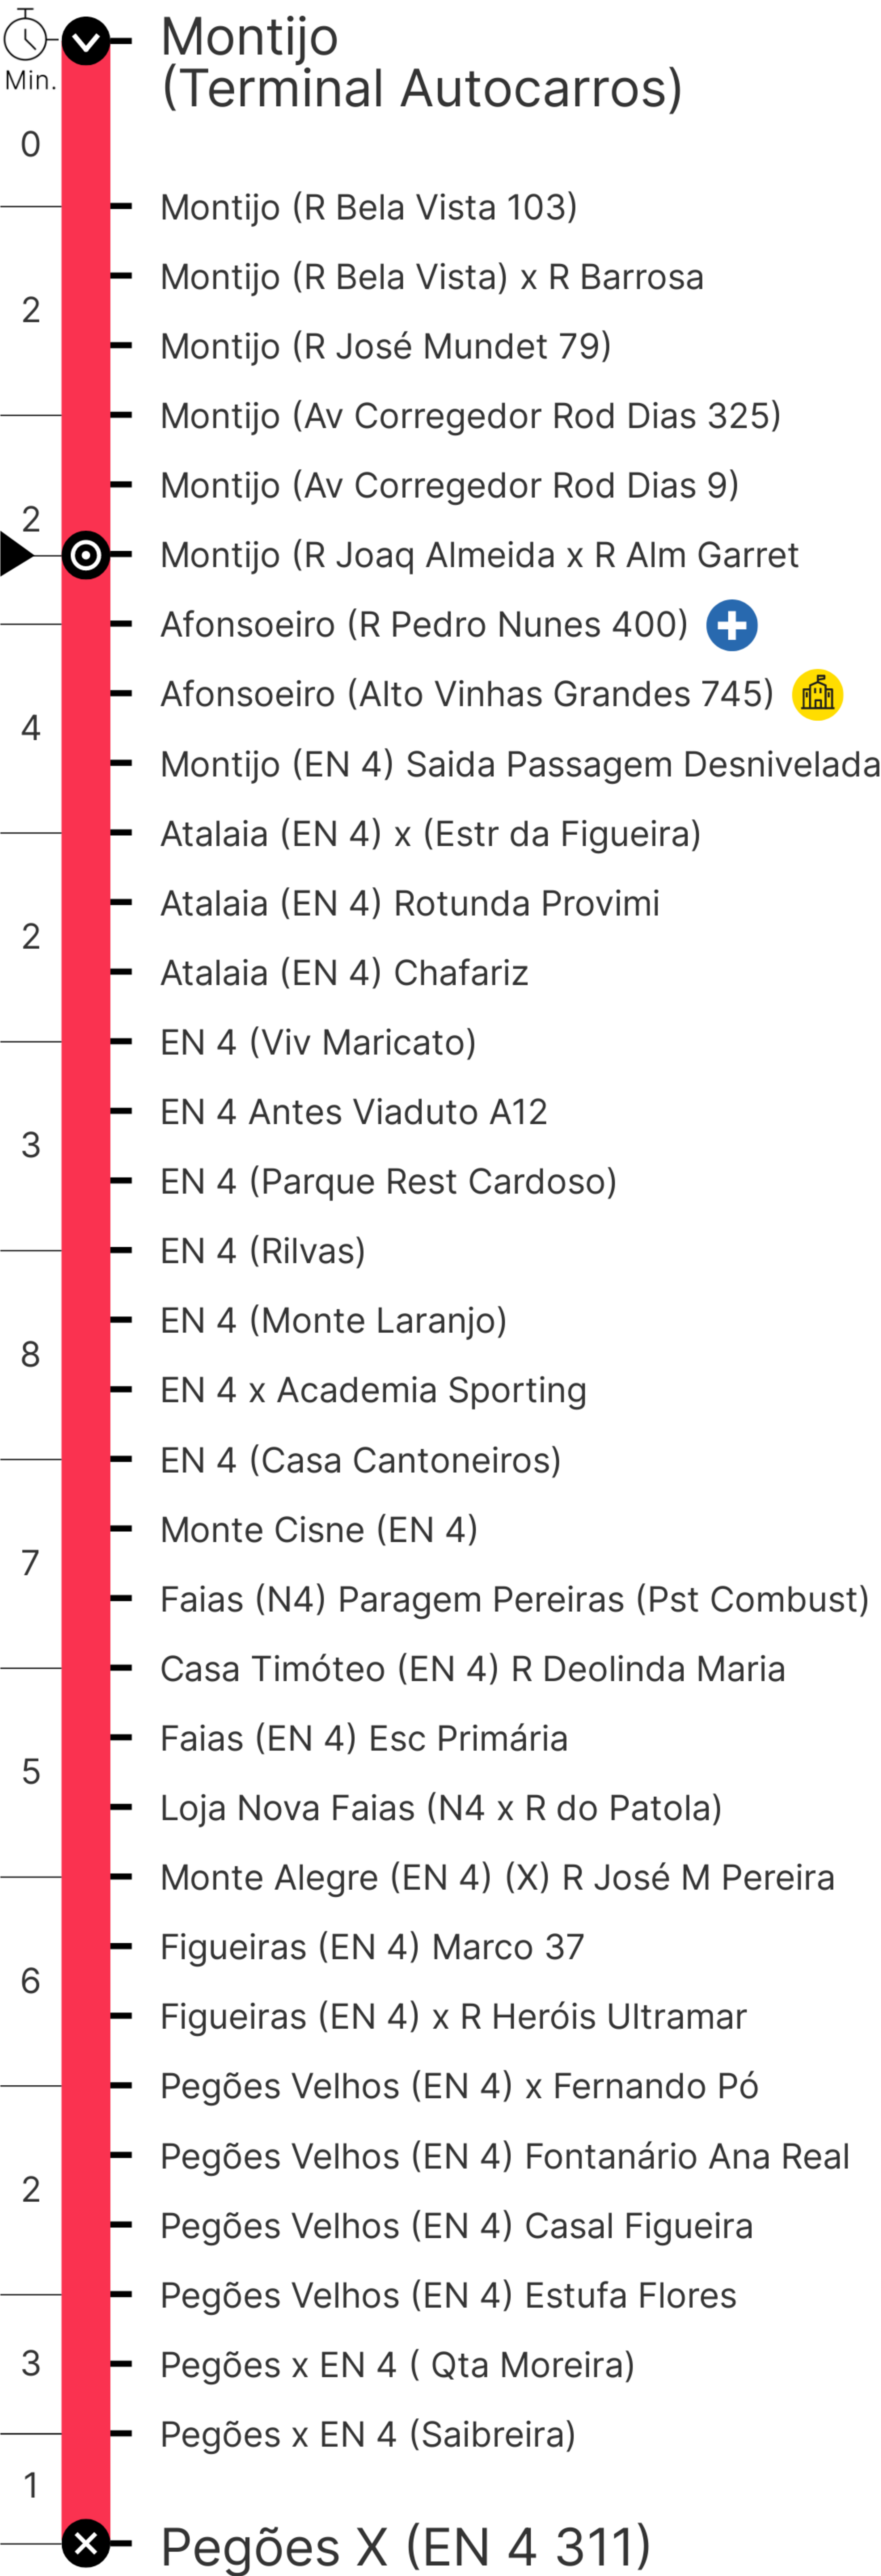 Min.
Montijo
(Terminal Autocarros)
0
Montijo (R Bela Vista 103)
Montijo (R Bela Vista) x R Barrosa
2
Montijo (R José Mundet 79)
Montijo (Av Corregedor Rod Dias 325)
Montijo (Av Corregedor Rod Dias 9)
2
Montijo (R Joaq Almeida x R Alm Garret
Afonsoeiro (R Pedro Nunes 400)
Afonsoeiro (Alto Vinhas Grandes 745)
4
Montijo (EN 4) Saida Passagem Desnivelada
Atalaia (EN 4) x (Estr da Figueira)
Atalaia (EN 4) Rotunda Provimi
2
Atalaia (EN 4) Chafariz
EN 4 (Viv Maricato)
EN 4 Antes Viaduto A12
3
EN 4 (Parque Rest Cardoso)
EN 4 (Rilvas)
EN 4 (Monte Laranjo)
8
EN 4 x Academia Sporting
EN 4 (Casa Cantoneiros)
Monte Cisne (EN 4)
7
Faias (N4) Paragem Pereiras (Pst Combust)
Casa Timóteo (EN 4) R Deolinda Maria
Faias (EN 4) Esc Primária
5
Loja Nova Faias (N4 x R do Patola)
Monte Alegre (EN 4) (X) R José M Pereira
Figueiras (EN 4) Marco 37
6
Figueiras (EN 4) x R Heróis Ultramar
Pegões Velhos (EN 4) x Fernando Pó
Pegões Velhos (EN 4) Fontanário Ana Real
2
Pegões Velhos (EN 4) Casal Figueira
Pegões Velhos (EN 4) Estufa Flores
3
Pegões x EN 4 ( Qta Moreira)
Pegões x EN 4 (Saibreira)
1
Pegões X (EN 4 311)